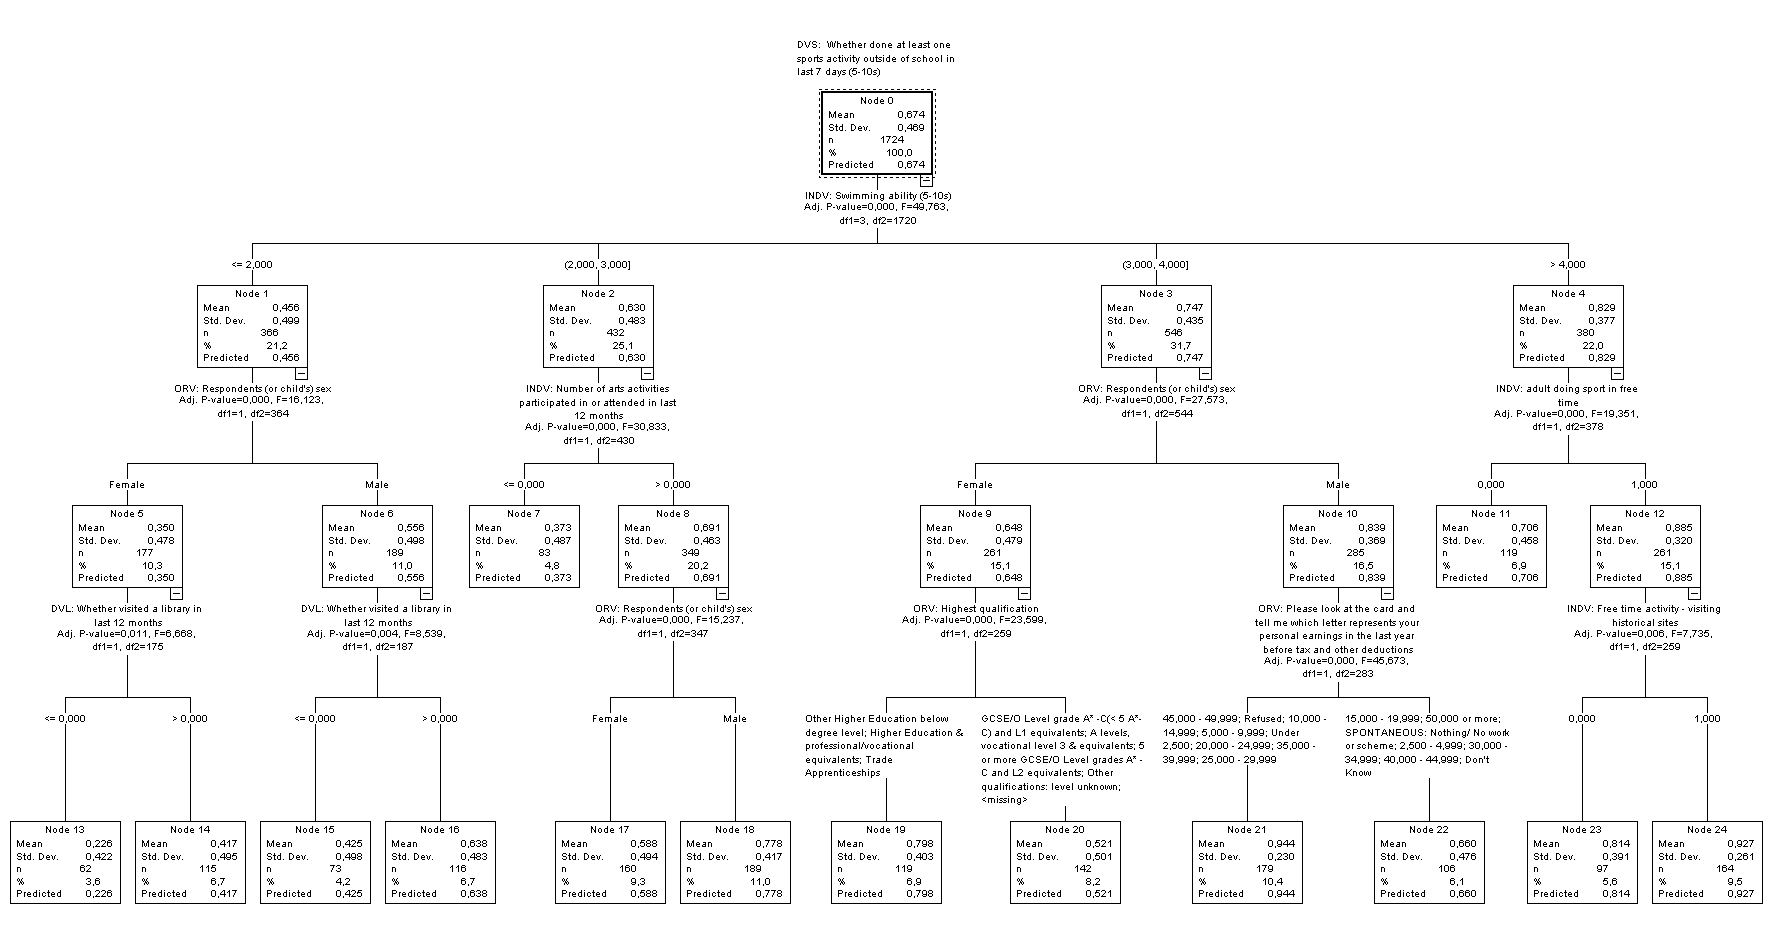 DVS: Whether done at least one
sports activity outside of school in
last 7 days (5-10s)
Node 0
Mean 0,674
Std. Dev. 0,469
n 1724
% 100,0
Predicted 0,674
INDV: Swimming ability (5-10s)
Adj. P-value=0,000, F=49,763,
df1=3, df2=1720
<= 2,000
(2,000, 3,000]
(3,000, 4,000]
> 4,000
Node 1
Mean 0,456
Std. Dev. 0,499
n 366
% 21,2
Predicted 0,456
Node 2
Mean 0,630
Std. Dev. 0,483
n 432
% 25,1
Predicted 0,630
Node 3
Mean 0,747
Std. Dev. 0,435
n 546
% 31,7
Predicted 0,747
Node 4
Mean 0,829
Std. Dev. 0,377
n 380
% 22,0
Predicted 0,829
ORV: Respondents (or child's) sex
Adj. P-value=0,000, F=16,123,
df1=1, df2=364
INDV: Number of arts activities
participated in or attended in last
12 months
Adj. P-value=0,000, F=30,833,
df1=1, df2=430
ORV: Respondents (or child's) sex
Adj. P-value=0,000, F=27,573,
df1=1, df2=544
INDV: adult doing sport in free
time
Adj. P-value=0,000, F=19,351,
df1=1, df2=378
Female
Male
<= 0,000
> 0,000
Female
Male
0,000
1,000
Node 5
Mean 0,350
Std. Dev. 0,478
n 177
% 10,3
Predicted 0,350
Node 6
Mean 0,556
Std. Dev. 0,498
n 189
% 11,0
Predicted 0,556
Node 7
Mean 0,373
Std. Dev. 0,487
n 83
% 4,8
Predicted 0,373
Node 8
Mean 0,691
Std. Dev. 0,463
n 349
% 20,2
Predicted 0,691
Node 9
Mean 0,648
Std. Dev. 0,479
n 261
% 15,1
Predicted 0,648
Node 10
Mean 0,839
Std. Dev. 0,369
n 285
% 16,5
Predicted 0,839
Node 11
Mean 0,706
Std. Dev. 0,458
n 119
% 6,9
Predicted 0,706
Node 12
Mean 0,885
Std. Dev. 0,320
n 261
% 15,1
Predicted 0,885
DVL: Whether visited a library in
last 12 months
Adj. P-value=0,011, F=6,668,
df1=1, df2=175
DVL: Whether visited a library in
last 12 months
Adj. P-value=0,004, F=8,539,
df1=1, df2=187
ORV: Respondents (or child's) sex
Adj. P-value=0,000, F=15,237,
df1=1, df2=347
ORV: Highest qualification
Adj. P-value=0,000, F=23,599,
df1=1, df2=259
ORV: Please look at the card and
tell me which letter represents your
personal earnings in the last year
before tax and other deductions
Adj. P-value=0,000, F=45,673,
df1=1, df2=283
INDV: Free time activity - visiting
historical sites
Adj. P-value=0,006, F=7,735,
df1=1, df2=259
<= 0,000
> 0,000
<= 0,000
> 0,000
Female
Male
Other Higher Education below
degree level; Higher Education &
professional/vocational
equivalents; Trade
Apprenticeships
GCSE/O Level grade A* -C(< 5 A*-
C) and L1 equivalents; A levels,
vocational level 3 & equivalents; 5
or more GCSE/O Level grades A* -
C and L2 equivalents; Other
qualifications: level unknown;
<missing>
45,000 - 49,999; Refused; 10,000 -
14,999; 5,000 - 9,999; Under
2,500; 20,000 - 24,999; 35,000 -
39,999; 25,000 - 29,999
15,000 - 19,999; 50,000 or more;
SPONTANEOUS: Nothing/ No work
or scheme; 2,500 - 4,999; 30,000 -
34,999; 40,000 - 44,999; Don't
Know
0,000
1,000
Node 13
Mean 0,226
Std. Dev. 0,422
n 62
% 3,6
Predicted 0,226
Node 14
Mean 0,417
Std. Dev. 0,495
n 115
% 6,7
Predicted 0,417
Node 15
Mean 0,425
Std. Dev. 0,498
n 73
% 4,2
Predicted 0,425
Node 16
Mean 0,638
Std. Dev. 0,483
n 116
% 6,7
Predicted 0,638
Node 17
Mean 0,588
Std. Dev. 0,494
n 160
% 9,3
Predicted 0,588
Node 18
Mean 0,778
Std. Dev. 0,417
n 189
% 11,0
Predicted 0,778
Node 19
Mean 0,798
Std. Dev. 0,403
n 119
% 6,9
Predicted 0,798
Node 20
Mean 0,521
Std. Dev. 0,501
n 142
% 8,2
Predicted 0,521
Node 21
Mean 0,944
Std. Dev. 0,230
n 179
% 10,4
Predicted 0,944
Node 22
Mean 0,660
Std. Dev. 0,476
n 106
% 6,1
Predicted 0,660
Node 23
Mean 0,814
Std. Dev. 0,391
n 97
% 5,6
Predicted 0,814
Node 24
Mean 0,927
Std. Dev. 0,261
n 164
% 9,5
Predicted 0,927